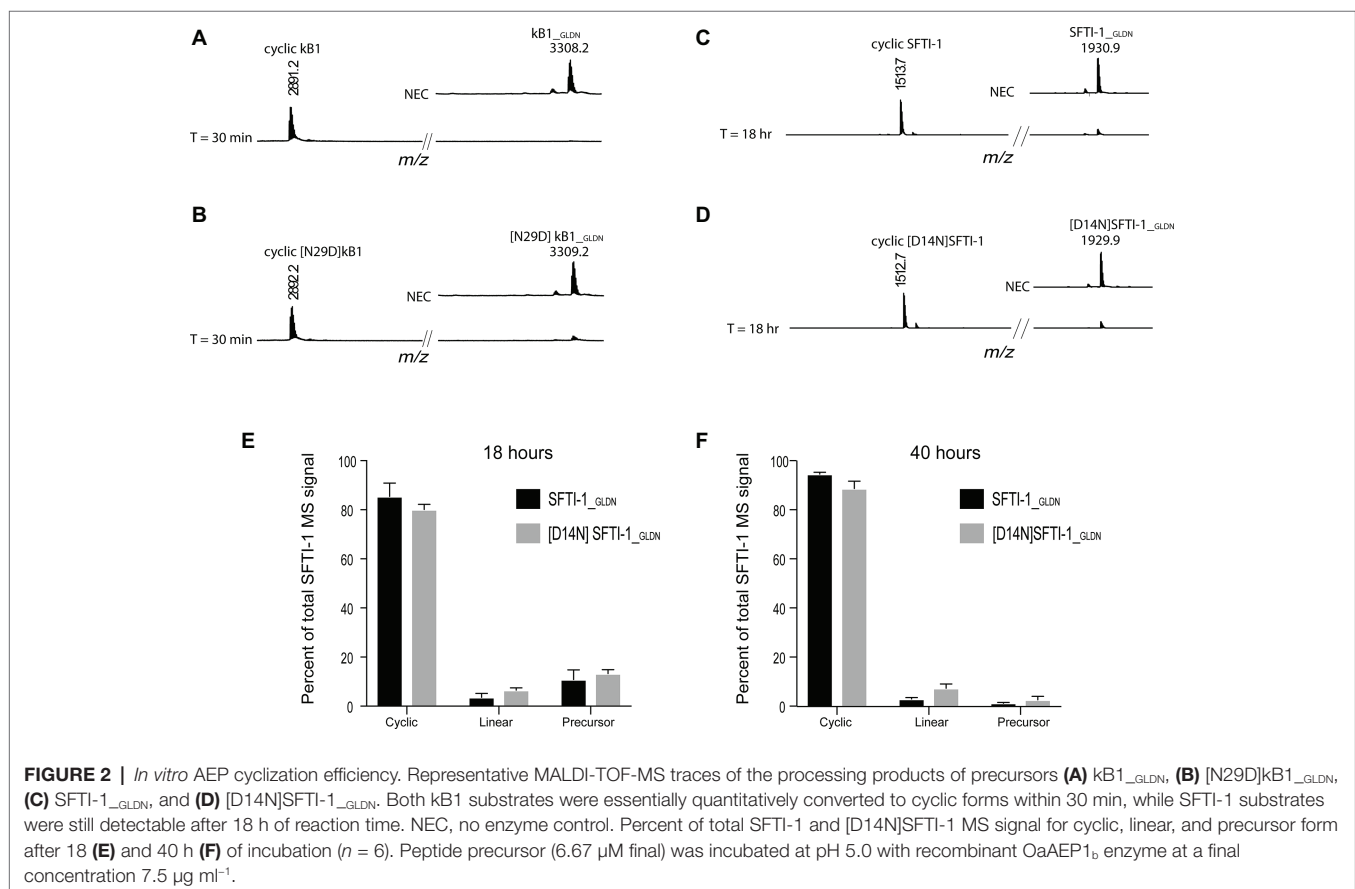 A
cyclic kB1
2891.2
kB1_GLDN
3308.2
NEC
T = 30 min
//
m/z
C
cyclic SFTI-1
1513.7
SFTI-1_GLDN
1930.9
NEC
T = 18 hr
//
m/z
B
cyclic [N29D]kB1
2892.2
[N29D] kB1_GLDN
3309.2
NEC
T = 30 min
//
m/z
D
cyclic [D14N]SFTI-1
1512.7
[D14N]SFTI-1_GLDN
1929.9
NEC
T = 18 hr
//
m/z
E
18 hours
Percent of total SFTI-1 MS signal
100
80
60
40
20
0
SFTI-1_GLDN
[D14N] SFTI-1_GLDN
Cyclic
Linear
Precursor
F
40 hours
Percent of total SFTI-1 MS signal
100
80
60
40
20
0
SFTI-1_GLDN
[D14N]SFTI-1_GLDN
Cyclic
Linear
Precursor
FIGURE 2 | In vitro AEP cyclization efficiency. Representative MALDI-TOF-MS traces of the processing products of precursors (A) kB1_GLDN, (B) [N29D]kB1_GLDN,
(C) SFTI-1_GLDN, and (D) [D14N]SFTI-1_GLDN. Both kB1 substrates were essentially quantitatively converted to cyclic forms within 30 min, while SFTI-1 substrates
were still detectable after 18 h of reaction time. NEC, no enzyme control. Percent of total SFTI-1 and [D14N]SFTI-1 MS signal for cyclic, linear, and precursor form
after 18 (E) and 40 h (F) of incubation (n = 6). Peptide precursor (6.67 μM final) was incubated at pH 5.0 with recombinant OaAEP1b enzyme at a final
concentration 7.5 μg ml⁻¹.